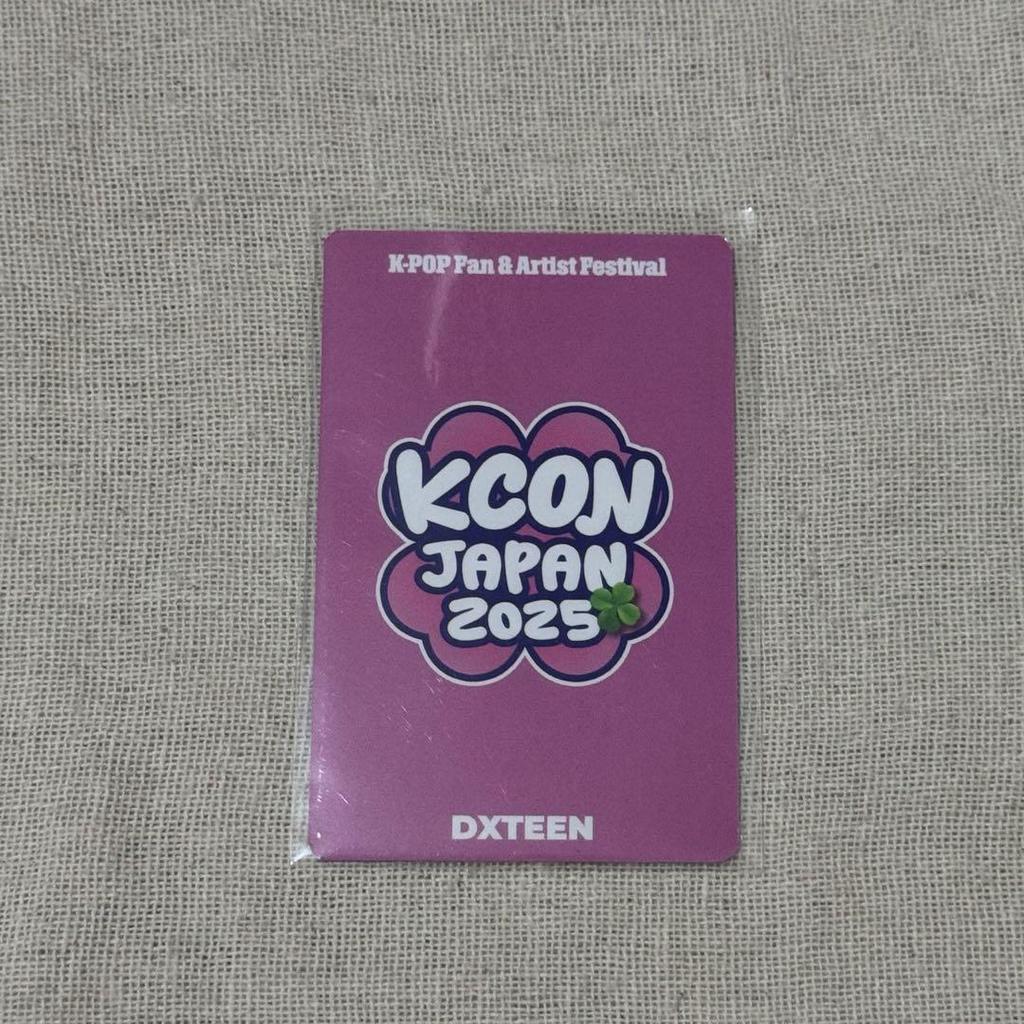 K-POP Fan & Artist Festival
KCON
JAPAN
2025
DXTEEN